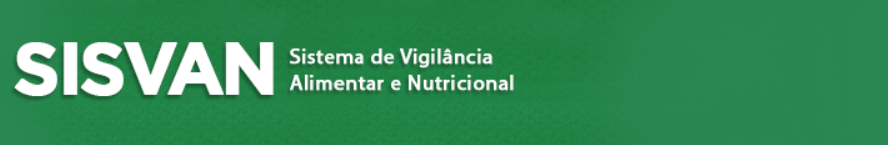 SISVAN
Sistema de Vigilância
Alimentar e Nutricional